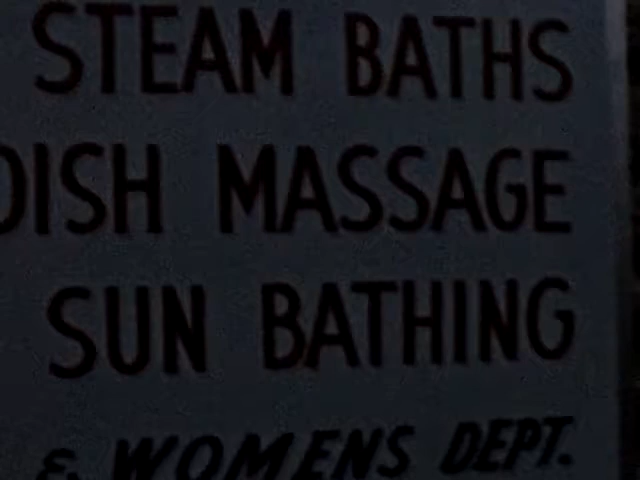 STEAM BATHS
DISH MASSAGE
SUN BATHING
& WOMENS DEPT.